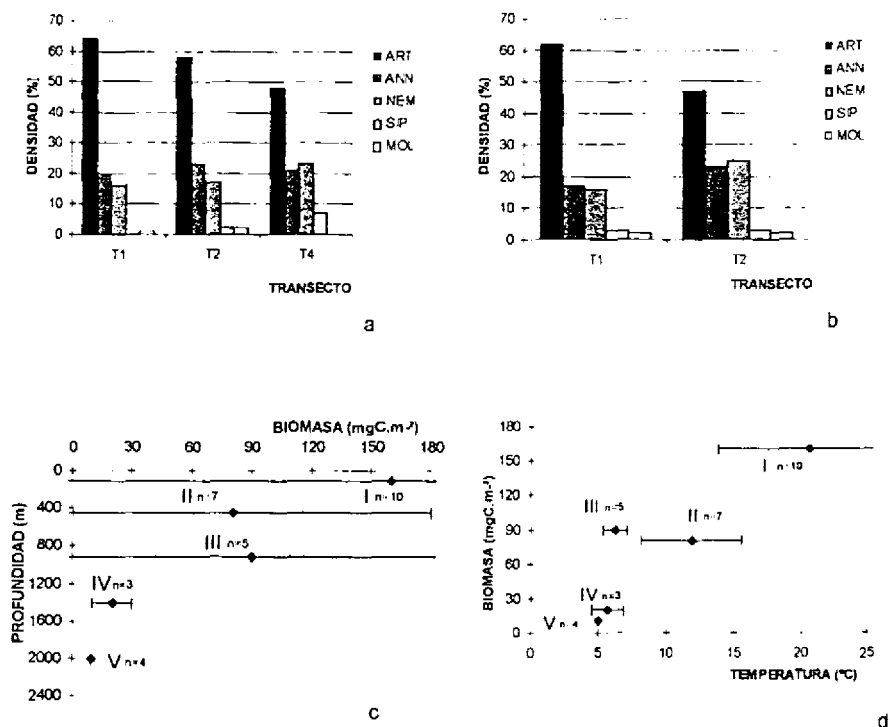 70
60
50
40
30
20
10
0
DENSIDAD (%)
T1
T2
T4
TRANSECTO
ART
ANN
NEM
SIP
MOL
a
70
60
50
40
30
20
10
0
DENSIDAD (%)
T1
T2
TRANSECTO
ART
ANN
NEM
SIP
MOL
b
BIOMASA (mgC.m-²)
0 30 60 90 120 150 180
0
400
800
1200
1600
2000
2400
PROFUNDIDAD (m)
II n=7
I n=10
III n=5
IV n=3
V n=4
c
180
150
120
90
60
30
0
BIOMASA (mgC.m-²)
I n=10
III n=5
II n=7
IV n=3
V n=4
0 5 10 15 20 25
TEMPERATURA (°C)
d